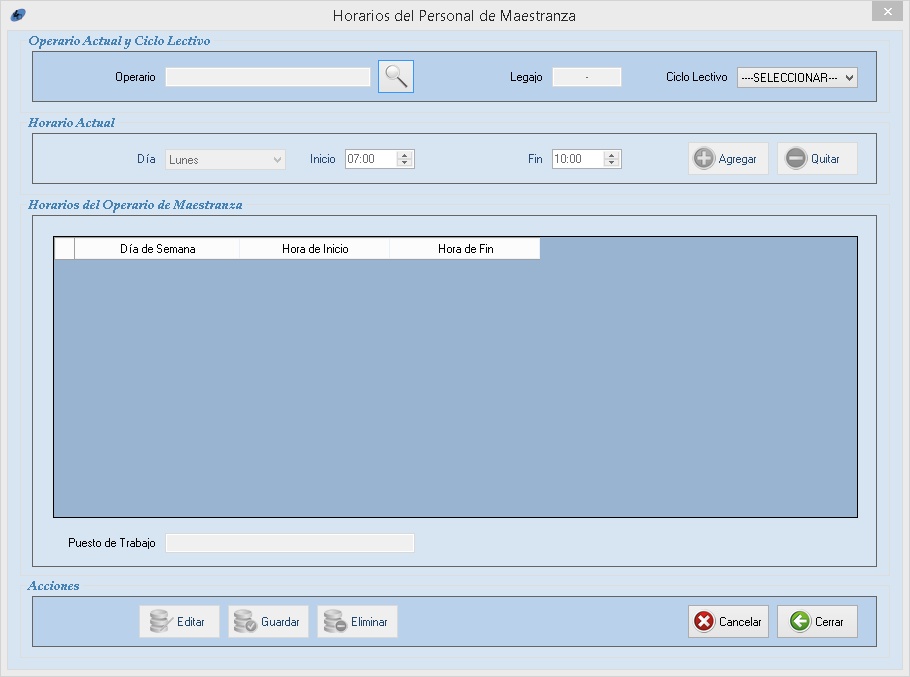 Horarios del Personal de Maestranza
Operario Actual y Ciclo Lectivo
Operario
Legajo -
Ciclo Lectivo ----SELECCIONAR---
Horario Actual
Día Lunes
Inicio 07:00
Fin 10:00
Agregar
Quitar
Horarios del Operario de Maestranza
Día de Semana Hora de Inicio Hora de Fin
Puesto de Trabajo
Acciones
Editar Guardar Eliminar Cancelar Cerrar